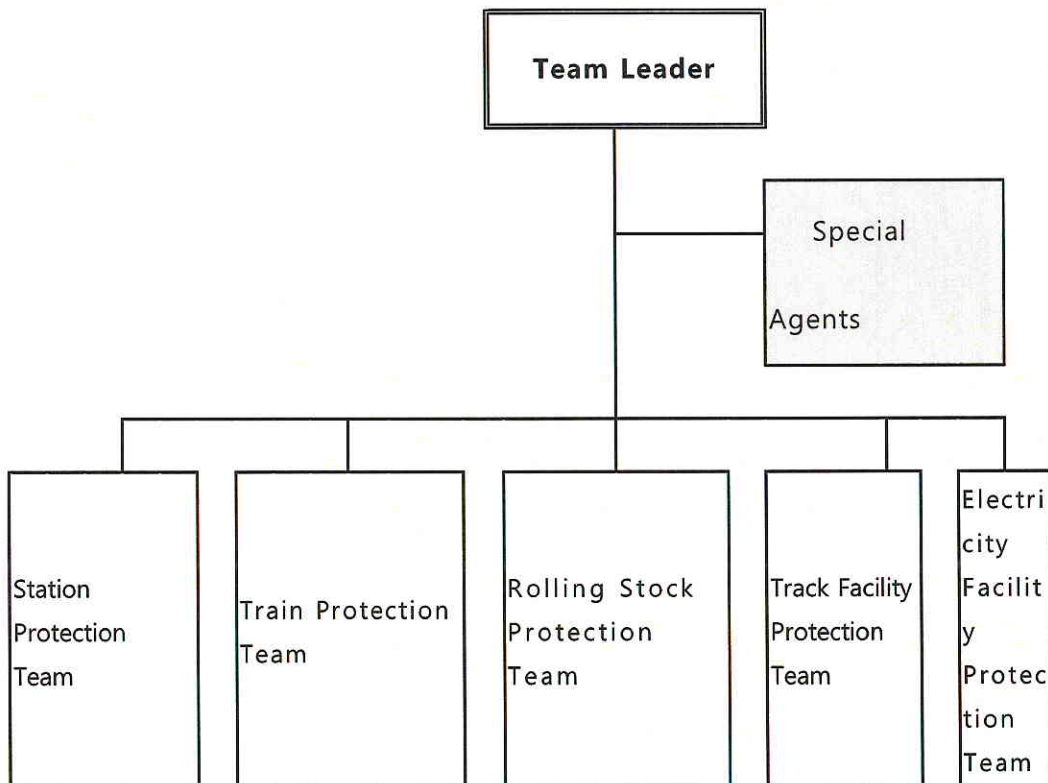 Team Leader
Special
Agents
Station
Protection
Team
Train Protection
Team
Rolling Stock
Protection
Team
Track Facility
Protection
Team
Electri
city
Facilit
y
Protec
tion
Team